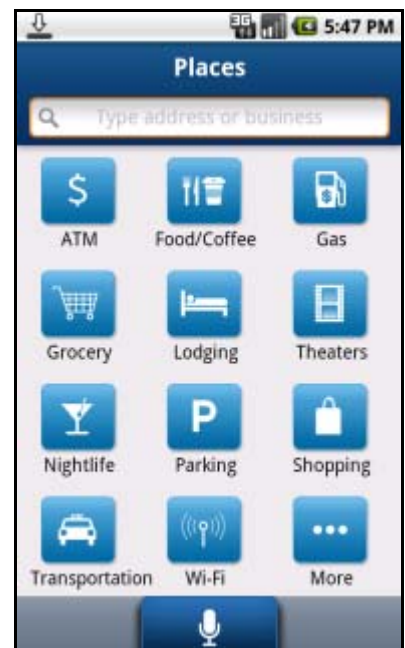 3G 5:47 PM
Places
Type address or business
$
ATM Food/Coffee Gas
Grocery Lodging Theaters
P
Nightlife Parking Shopping
Transportation Wi-Fi More